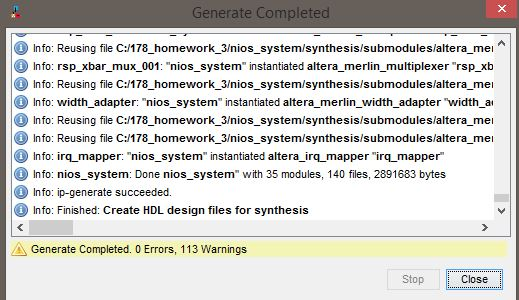 Generate Completed
Info: Reusing file C:/178_homework_3/nios_system/synthesis/submodules/altera_mer
Info: rsp_xbar_mux_001: "nios_system" instantiated altera_merlin_multiplexer "rsp_xb
Info: Reusing file C:/178_homework_3/nios_system/synthesis/submodules/altera_mer
Info: width_adapter: "nios_system" instantiated altera_merlin_width_adapter "width_a
Info: Reusing file C:/178_homework_3/nios_system/synthesis/submodules/altera_mer
Info: Reusing file C:/178_homework_3/nios_system/synthesis/submodules/altera_mer
Info: irq_mapper: "nios_system" instantiated altera_irq_mapper "irq_mapper"
Info: nios_system: Done nios_system" with 35 modules, 140 files, 2891683 bytes
Info: ip-generate succeeded.
Info: Finished: Create HDL design files for synthesis
Generate Completed. 0 Errors, 113 Warnings
Stop
Close